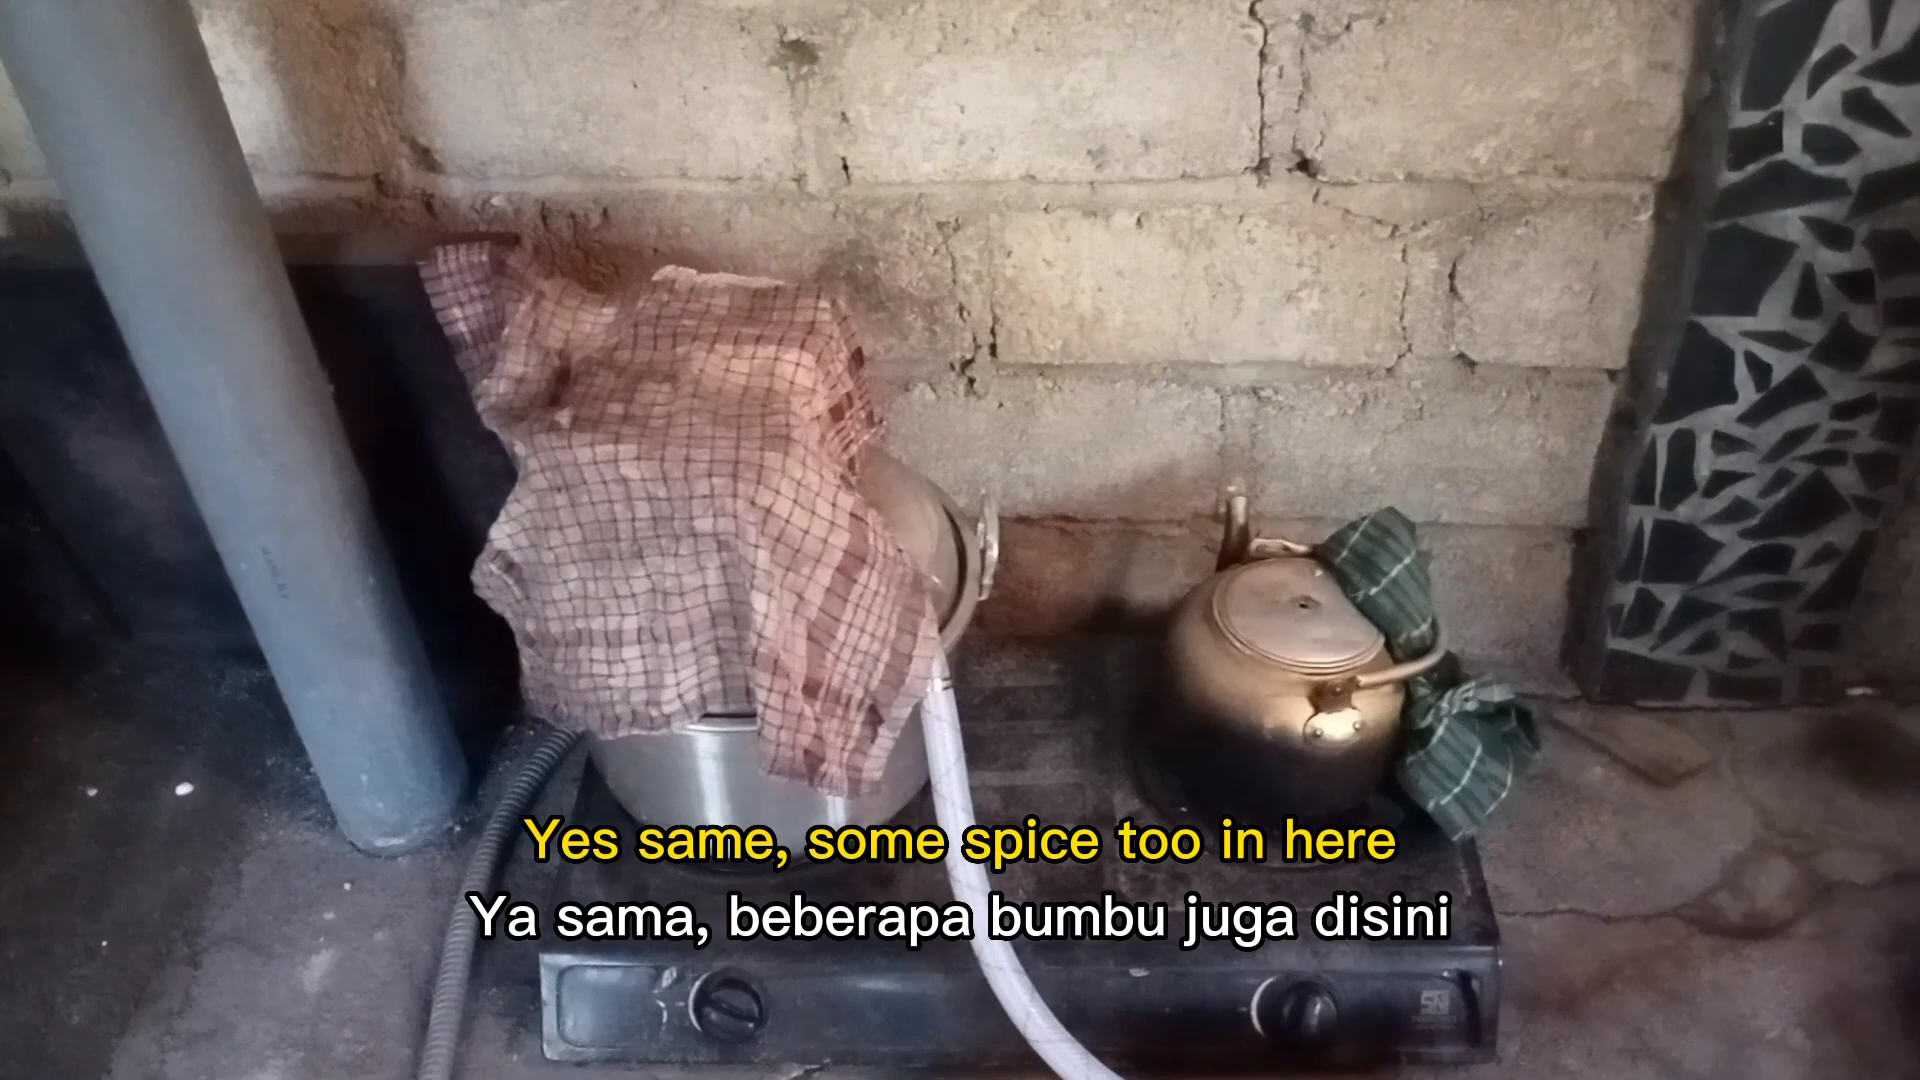 Yes same, some spice too in here
Ya sama, beberapa bumbu juga disini